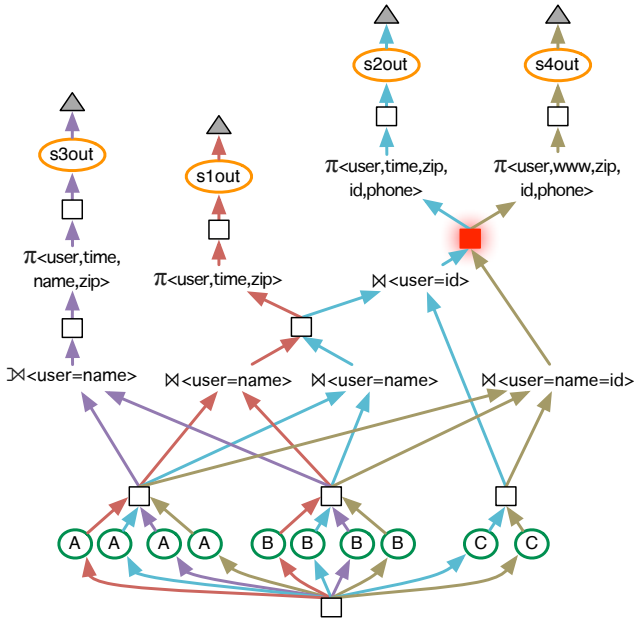 s2out
s4out
s3out
s1out
π<user,time,zip,
id,phone>
π<user,www,zip,
id,phone>
π<user,time,
name,zip>
π<user,time,zip>
⋈<user=id>
⟕<user=name>
⋈<user=name>
⋈<user=name>
⋈<user=name=id>
A A A A B B B B C C